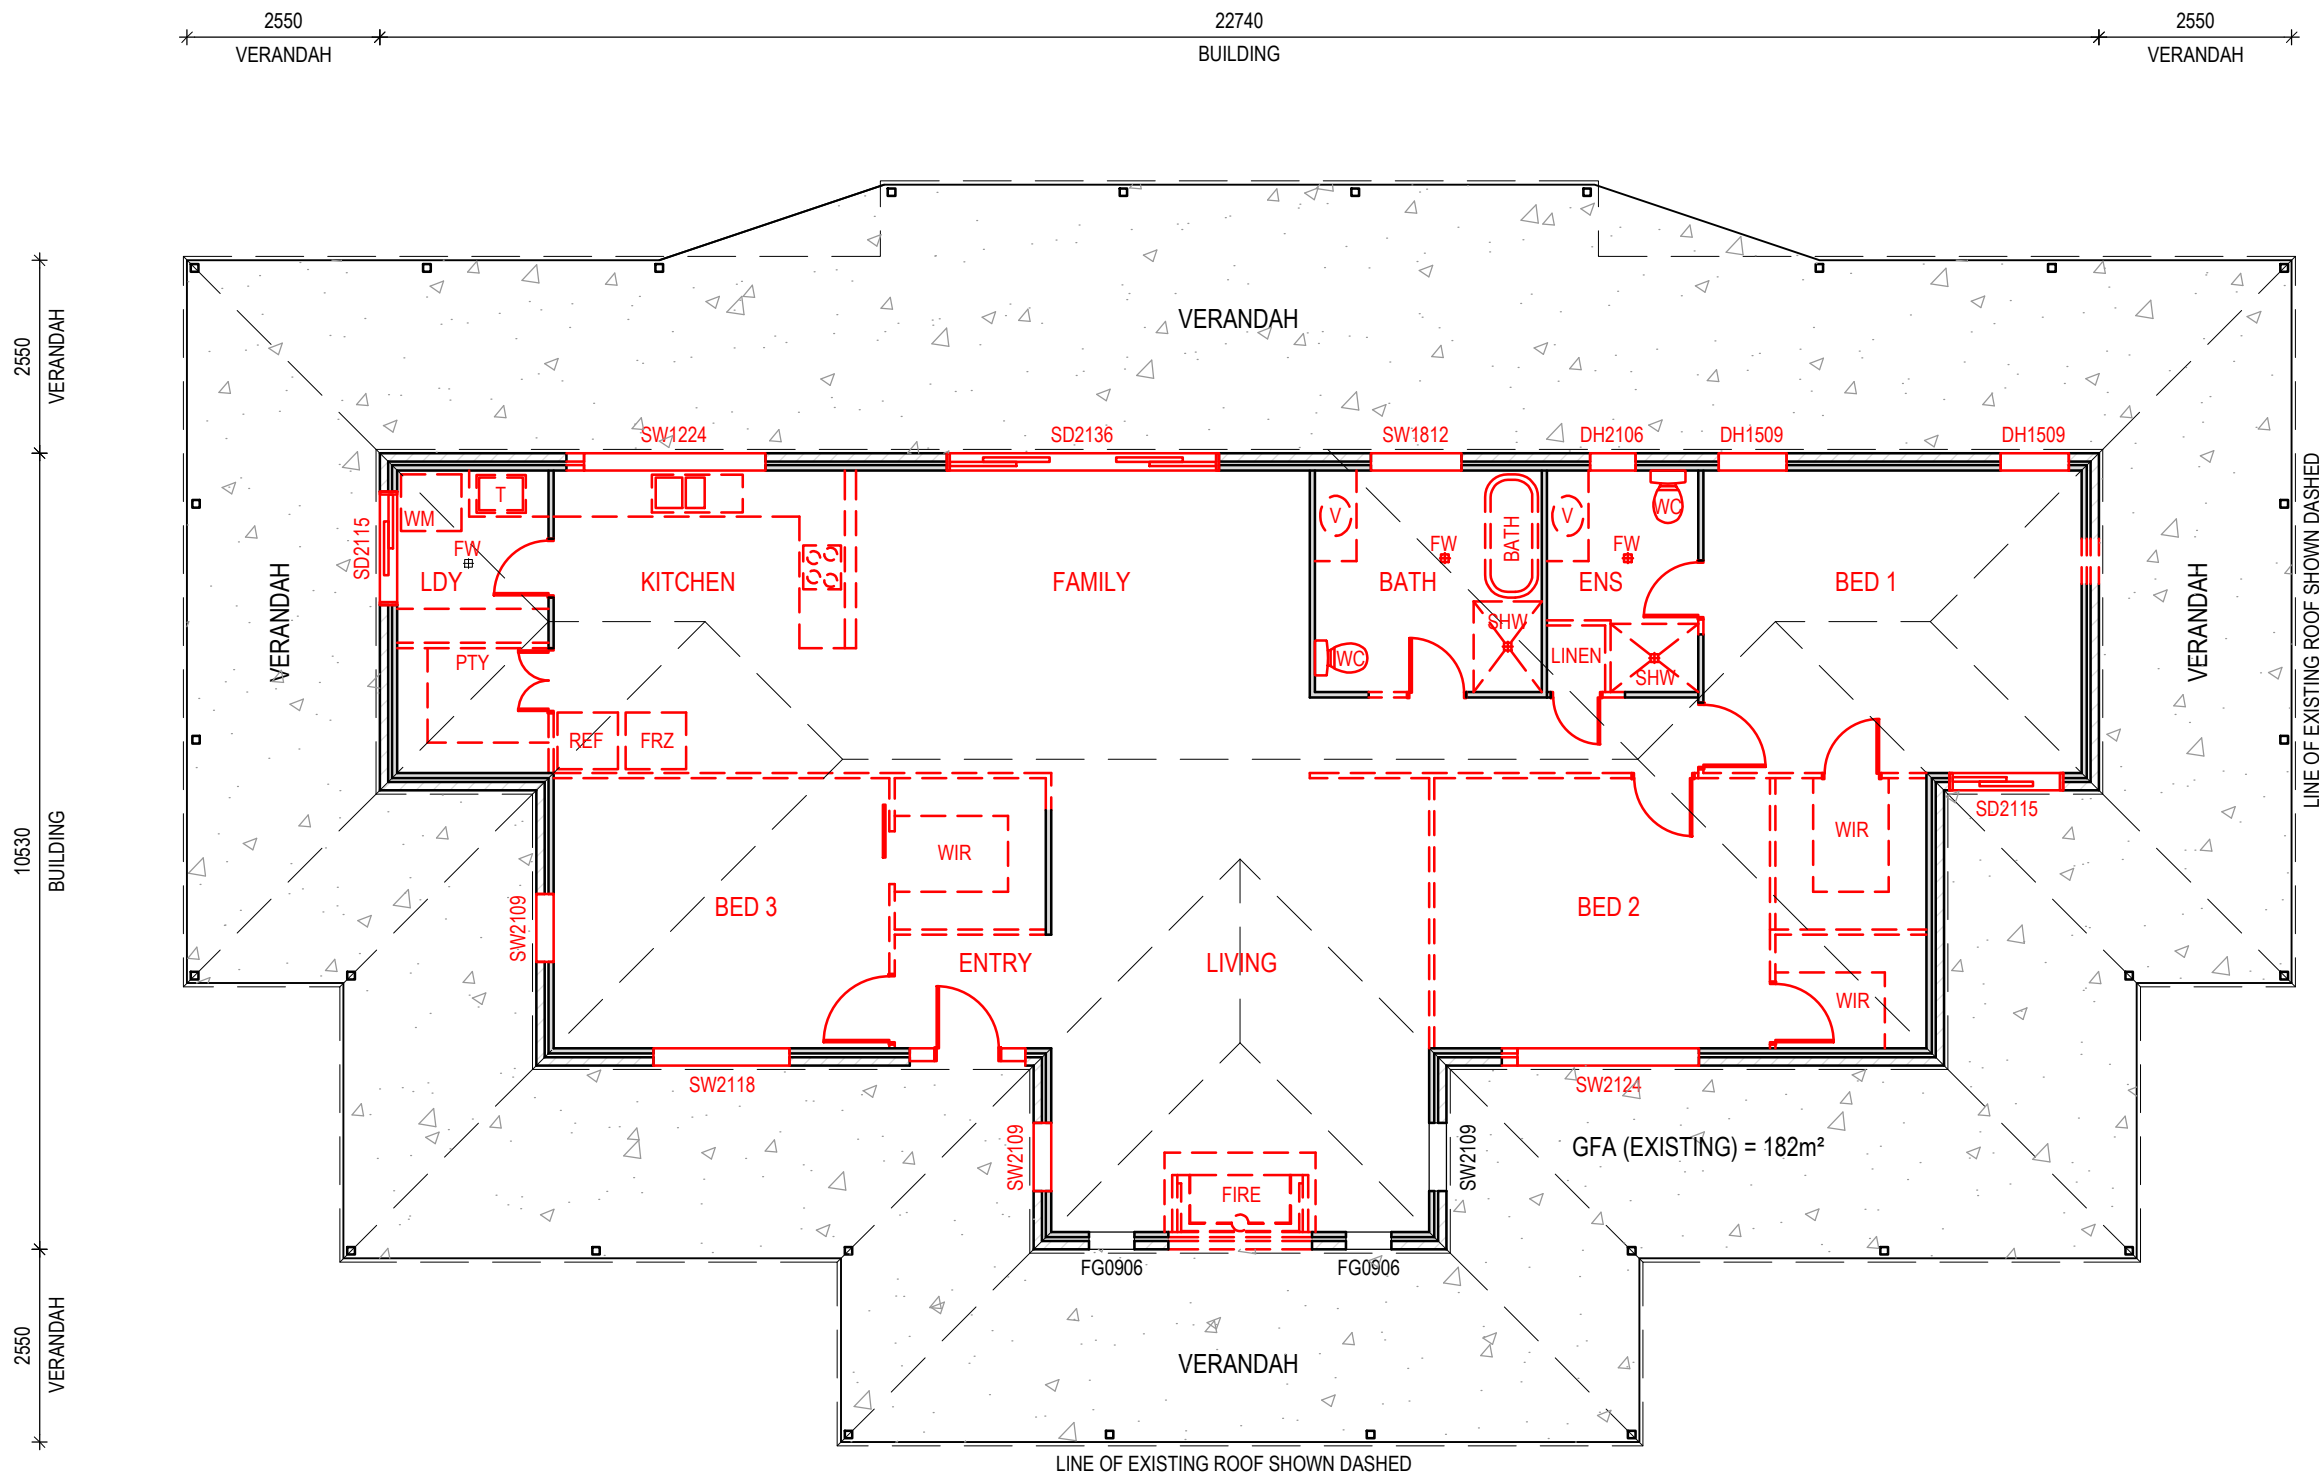 2550
22740
2550
VERANDAH
BUILDING
VERANDAH
2550
VERANDAH
VERANDAH
SW1224
SD2136
SW1812
DH2106
DH1509
DH1509
LINE OF EXISTING ROOF SHOWN DASHED
T
WM
V
V
WC
BATH
SD2115
FW
FW
FW
LDY
KITCHEN
FAMILY
BATH
ENS
BED 1
VERANDAH
VERANDAH
SHW
PTY
WC
LINEN
SHW
REF
FRZ
SD2115
10530
BUILDING
WIR
WIR
BED 3
BED 2
SW2109
ENTRY
LIVING
WIR
SW2118
SW2124
SW2109
SW2109
GFA (EXISTING) = 182m²
FIRE
FG0906
FG0906
2550
VERANDAH
VERANDAH
LINE OF EXISTING ROOF SHOWN DASHED